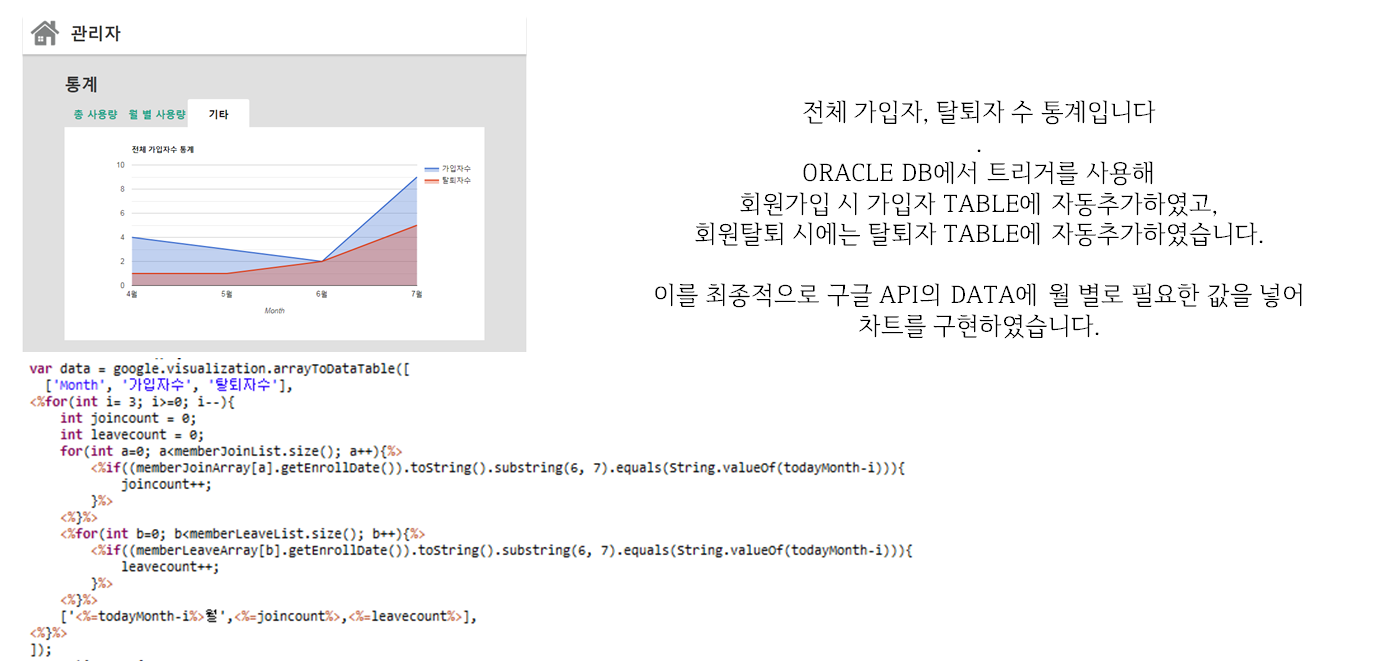 관리자
통계
총 사용량 월 별 사용량 기타
전체 가입자수 통계
10
8
6
4
2
0
4월 5월 6월 7월
Month
가입자수
탈퇴자수
전체 가입자, 탈퇴자 수 통계입니다
.
ORACLE DB에서 트리거를 사용해
회원가입 시 가입자 TABLE에 자동추가하였고,
회원탈퇴 시에는 탈퇴자 TABLE에 자동추가하였습니다.
이를 최종적으로 구글 API의 DATA에 월 별로 필요한 값을 넣어
차트를 구현하였습니다.
var data = google.visualization.arrayToDataTable([
['Month', '가입자수', '탈퇴자수'],
<%for(int i= 3; i>=0; i--){
int joincount = 0;
int leavecount = 0;
for(int a=0; a<memberJoinList.size(); a++){%>
<%if((memberJoinArray[a].getEnrollDate()).toString().substring(6, 7).equals(String.valueOf(todayMonth-i))){
joincount++;
}%>
<%}%>
<%for(int b=0; b<memberLeaveList.size(); b++){%>
<%if((memberLeaveArray[b].getEnrollDate()).toString().substring(6, 7).equals(String.valueOf(todayMonth-i))){
leavecount++;
}%>
<%}%>
['<%=todayMonth-i%>월',<%=joincount%>,<%=leavecount%>],
<%}%>
]);